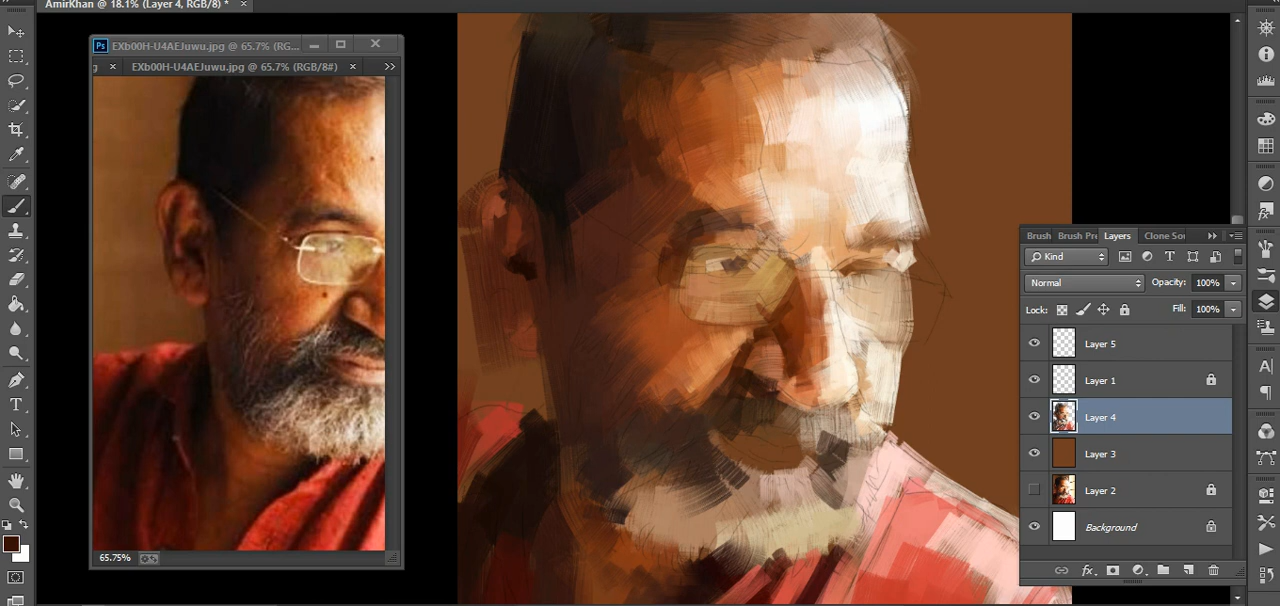 AmirKhan @ 18.1% (Layer 4, RGB/8) *
Ps EXb00H-U4AEJuwu.jpg @ 65.7% (RG...
g EXb00H-U4AEJuwu.jpg @ 65.7% (RGB/8#)
65.75%
Brush Brush Pre Layers Clone Sou
Kind
Normal Opacity: 100%
Lock: Fill: 100%
Layer 5
Layer 1
Layer 4
Layer 3
Layer 2
Background
fx